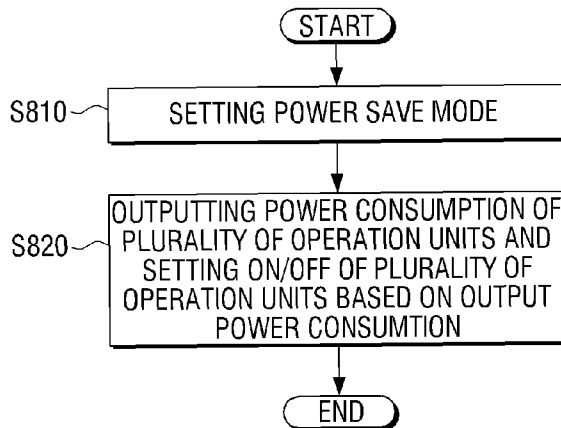 START
S810
SETTING POWER SAVE MODE
S820
OUTPUTTING POWER CONSUMPTION OF
PLURALITY OF OPERATION UNITS AND
SETTING ON/OFF OF PLURALITY OF
OPERATION UNITS BASED ON OUTPUT
POWER CONSUMTION
END